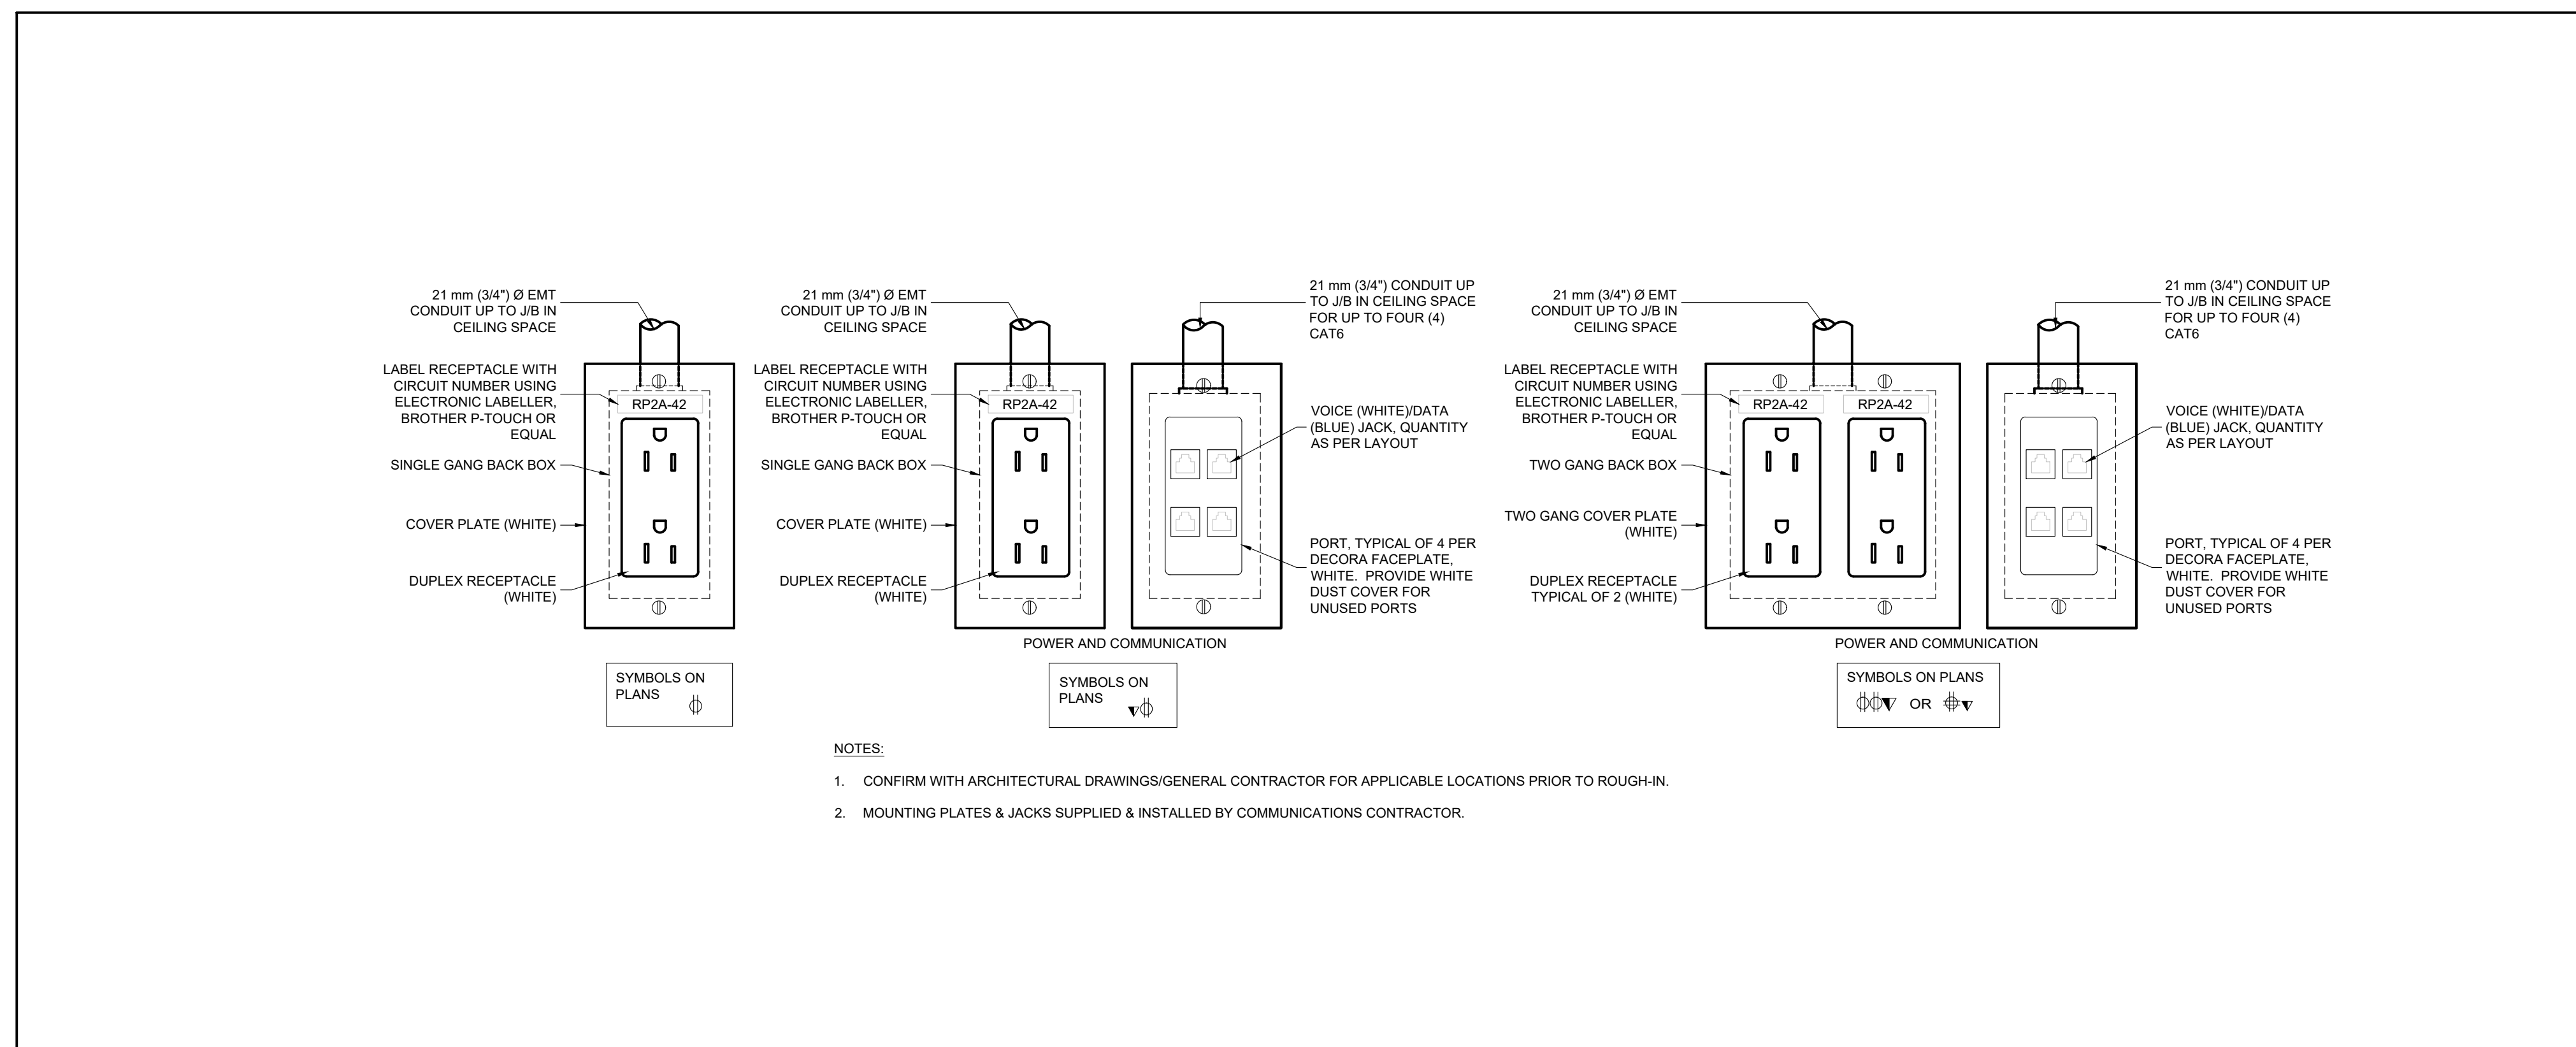 21 mm (3/4") Ø EMT
CONDUIT UP TO J/B IN
CEILING SPACE
LABEL RECEPTACLE WITH
CIRCUIT NUMBER USING
ELECTRONIC LABELLER,
BROTHER P-TOUCH OR
EQUAL
SINGLE GANG BACK BOX
COVER PLATE (WHITE)
DUPLEX RECEPTACLE
(WHITE)
RP2A-42
SYMBOLS ON
PLANS
21 mm (3/4") Ø EMT
CONDUIT UP TO J/B IN
CEILING SPACE
LABEL RECEPTACLE WITH
CIRCUIT NUMBER USING
ELECTRONIC LABELLER,
BROTHER P-TOUCH OR
EQUAL
SINGLE GANG BACK BOX
COVER PLATE (WHITE)
DUPLEX RECEPTACLE
(WHITE)
RP2A-42
21 mm (3/4") CONDUIT UP
TO J/B IN CEILING SPACE
FOR UP TO FOUR (4)
CAT6
VOICE (WHITE)/DATA
(BLUE) JACK, QUANTITY
AS PER LAYOUT
PORT, TYPICAL OF 4 PER
DECORA FACEPLATE,
WHITE. PROVIDE WHITE
DUST COVER FOR
UNUSED PORTS
POWER AND COMMUNICATION
SYMBOLS ON
PLANS
21 mm (3/4") Ø EMT
CONDUIT UP TO J/B IN
CEILING SPACE
LABEL RECEPTACLE WITH
CIRCUIT NUMBER USING
ELECTRONIC LABELLER,
BROTHER P-TOUCH OR
EQUAL
TWO GANG BACK BOX
TWO GANG COVER PLATE
(WHITE)
DUPLEX RECEPTACLE
TYPICAL OF 2 (WHITE)
RP2A-42
RP2A-42
21 mm (3/4") CONDUIT UP
TO J/B IN CEILING SPACE
FOR UP TO FOUR (4)
CAT6
VOICE (WHITE)/DATA
(BLUE) JACK, QUANTITY
AS PER LAYOUT
PORT, TYPICAL OF 4 PER
DECORA FACEPLATE,
WHITE. PROVIDE WHITE
DUST COVER FOR
UNUSED PORTS
POWER AND COMMUNICATION
SYMBOLS ON PLANS
OR
NOTES:
1. CONFIRM WITH ARCHITECTURAL DRAWINGS/GENERAL CONTRACTOR FOR APPLICABLE LOCATIONS PRIOR TO ROUGH-IN.
2. MOUNTING PLATES & JACKS SUPPLIED & INSTALLED BY COMMUNICATIONS CONTRACTOR.